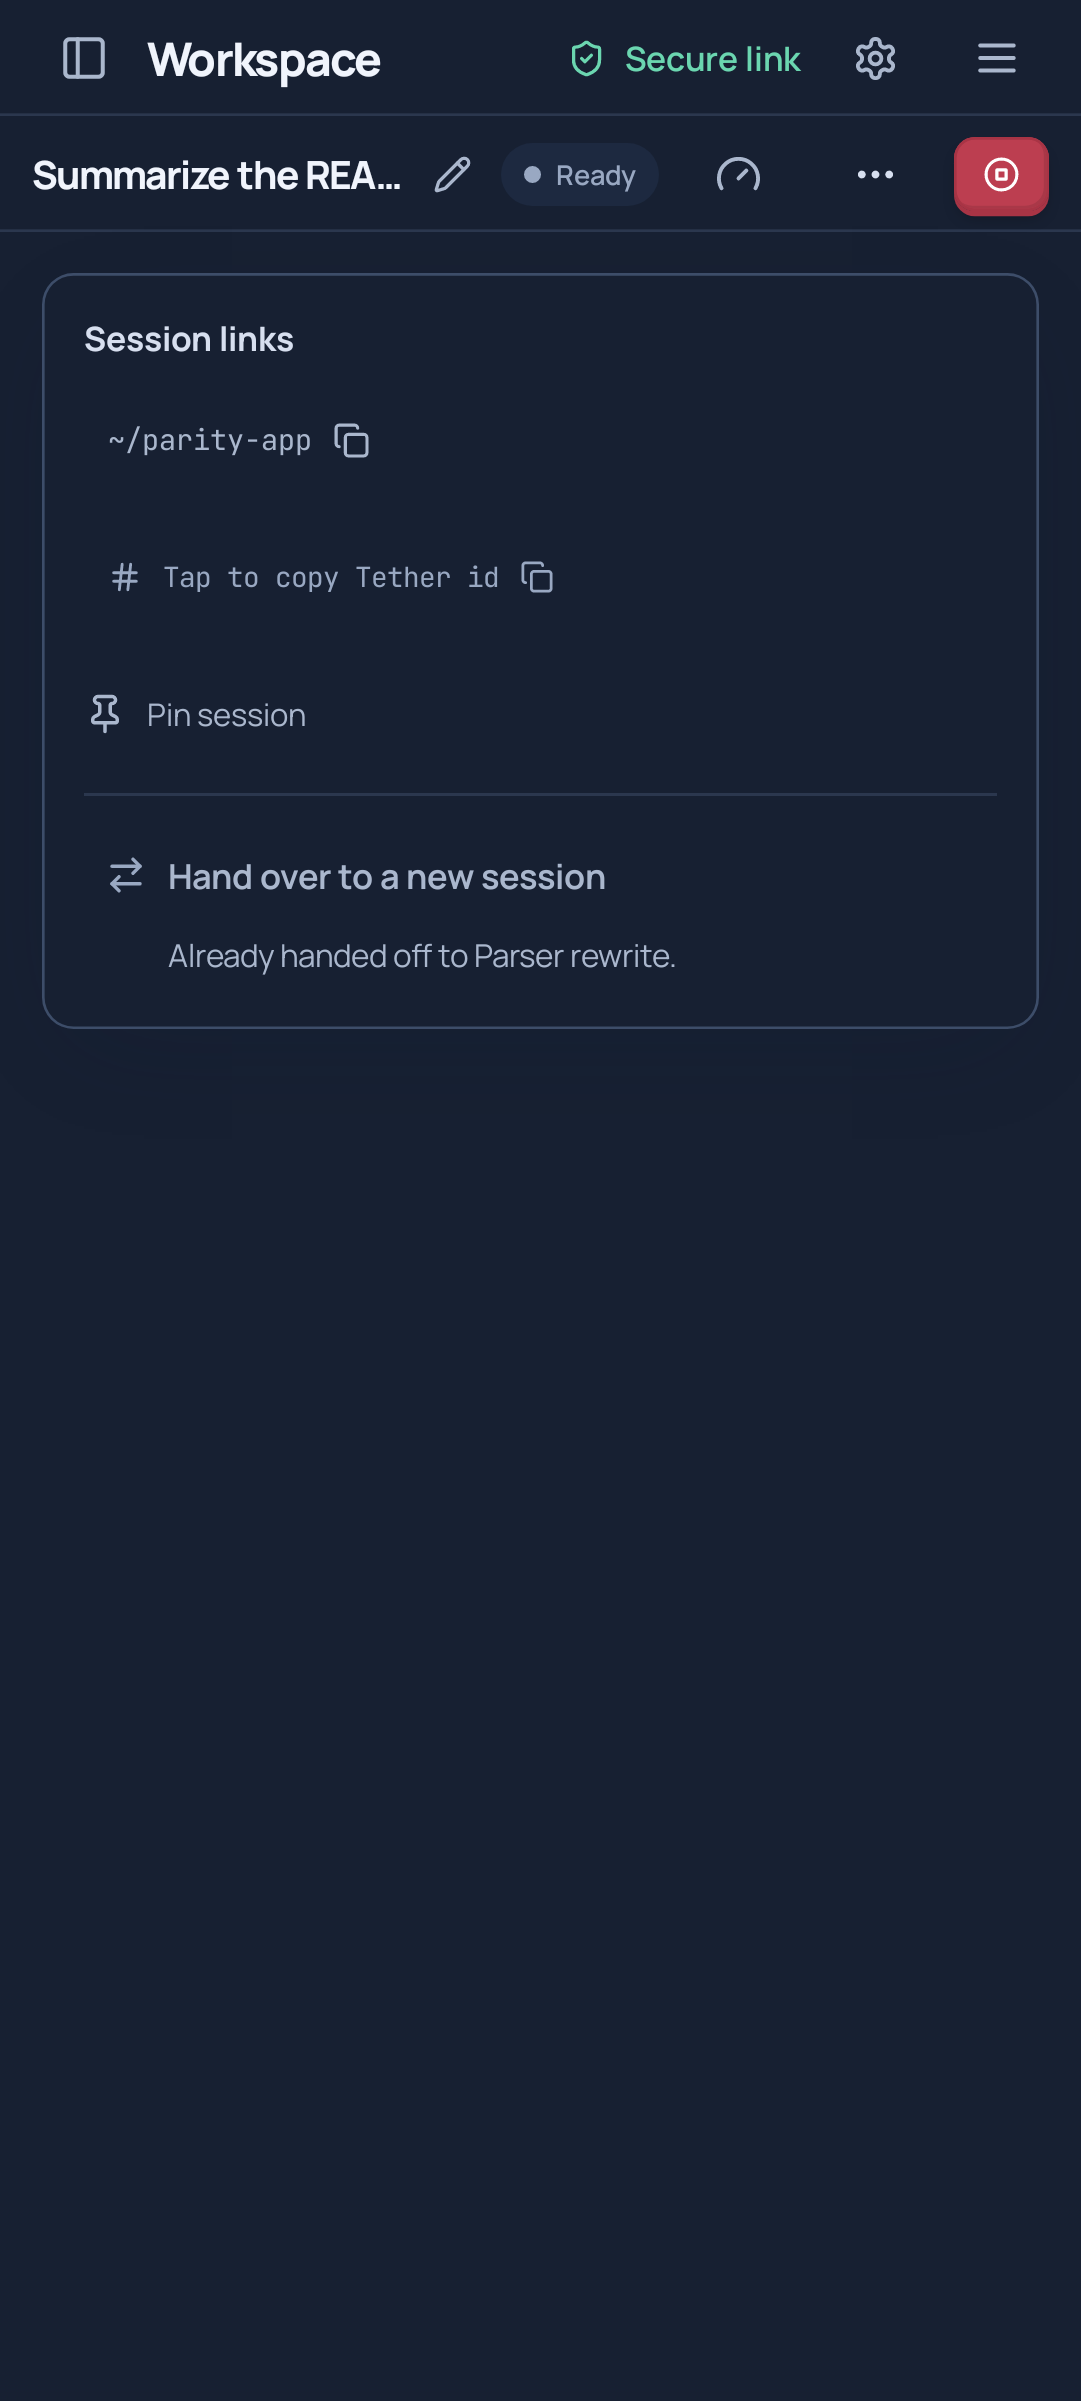 Workspace
Secure link
Summarize the REA...
Ready
Session links
~/parity-app
# Tap to copy Tether id
Pin session
Hand over to a new session
Already handed off to Parser rewrite.